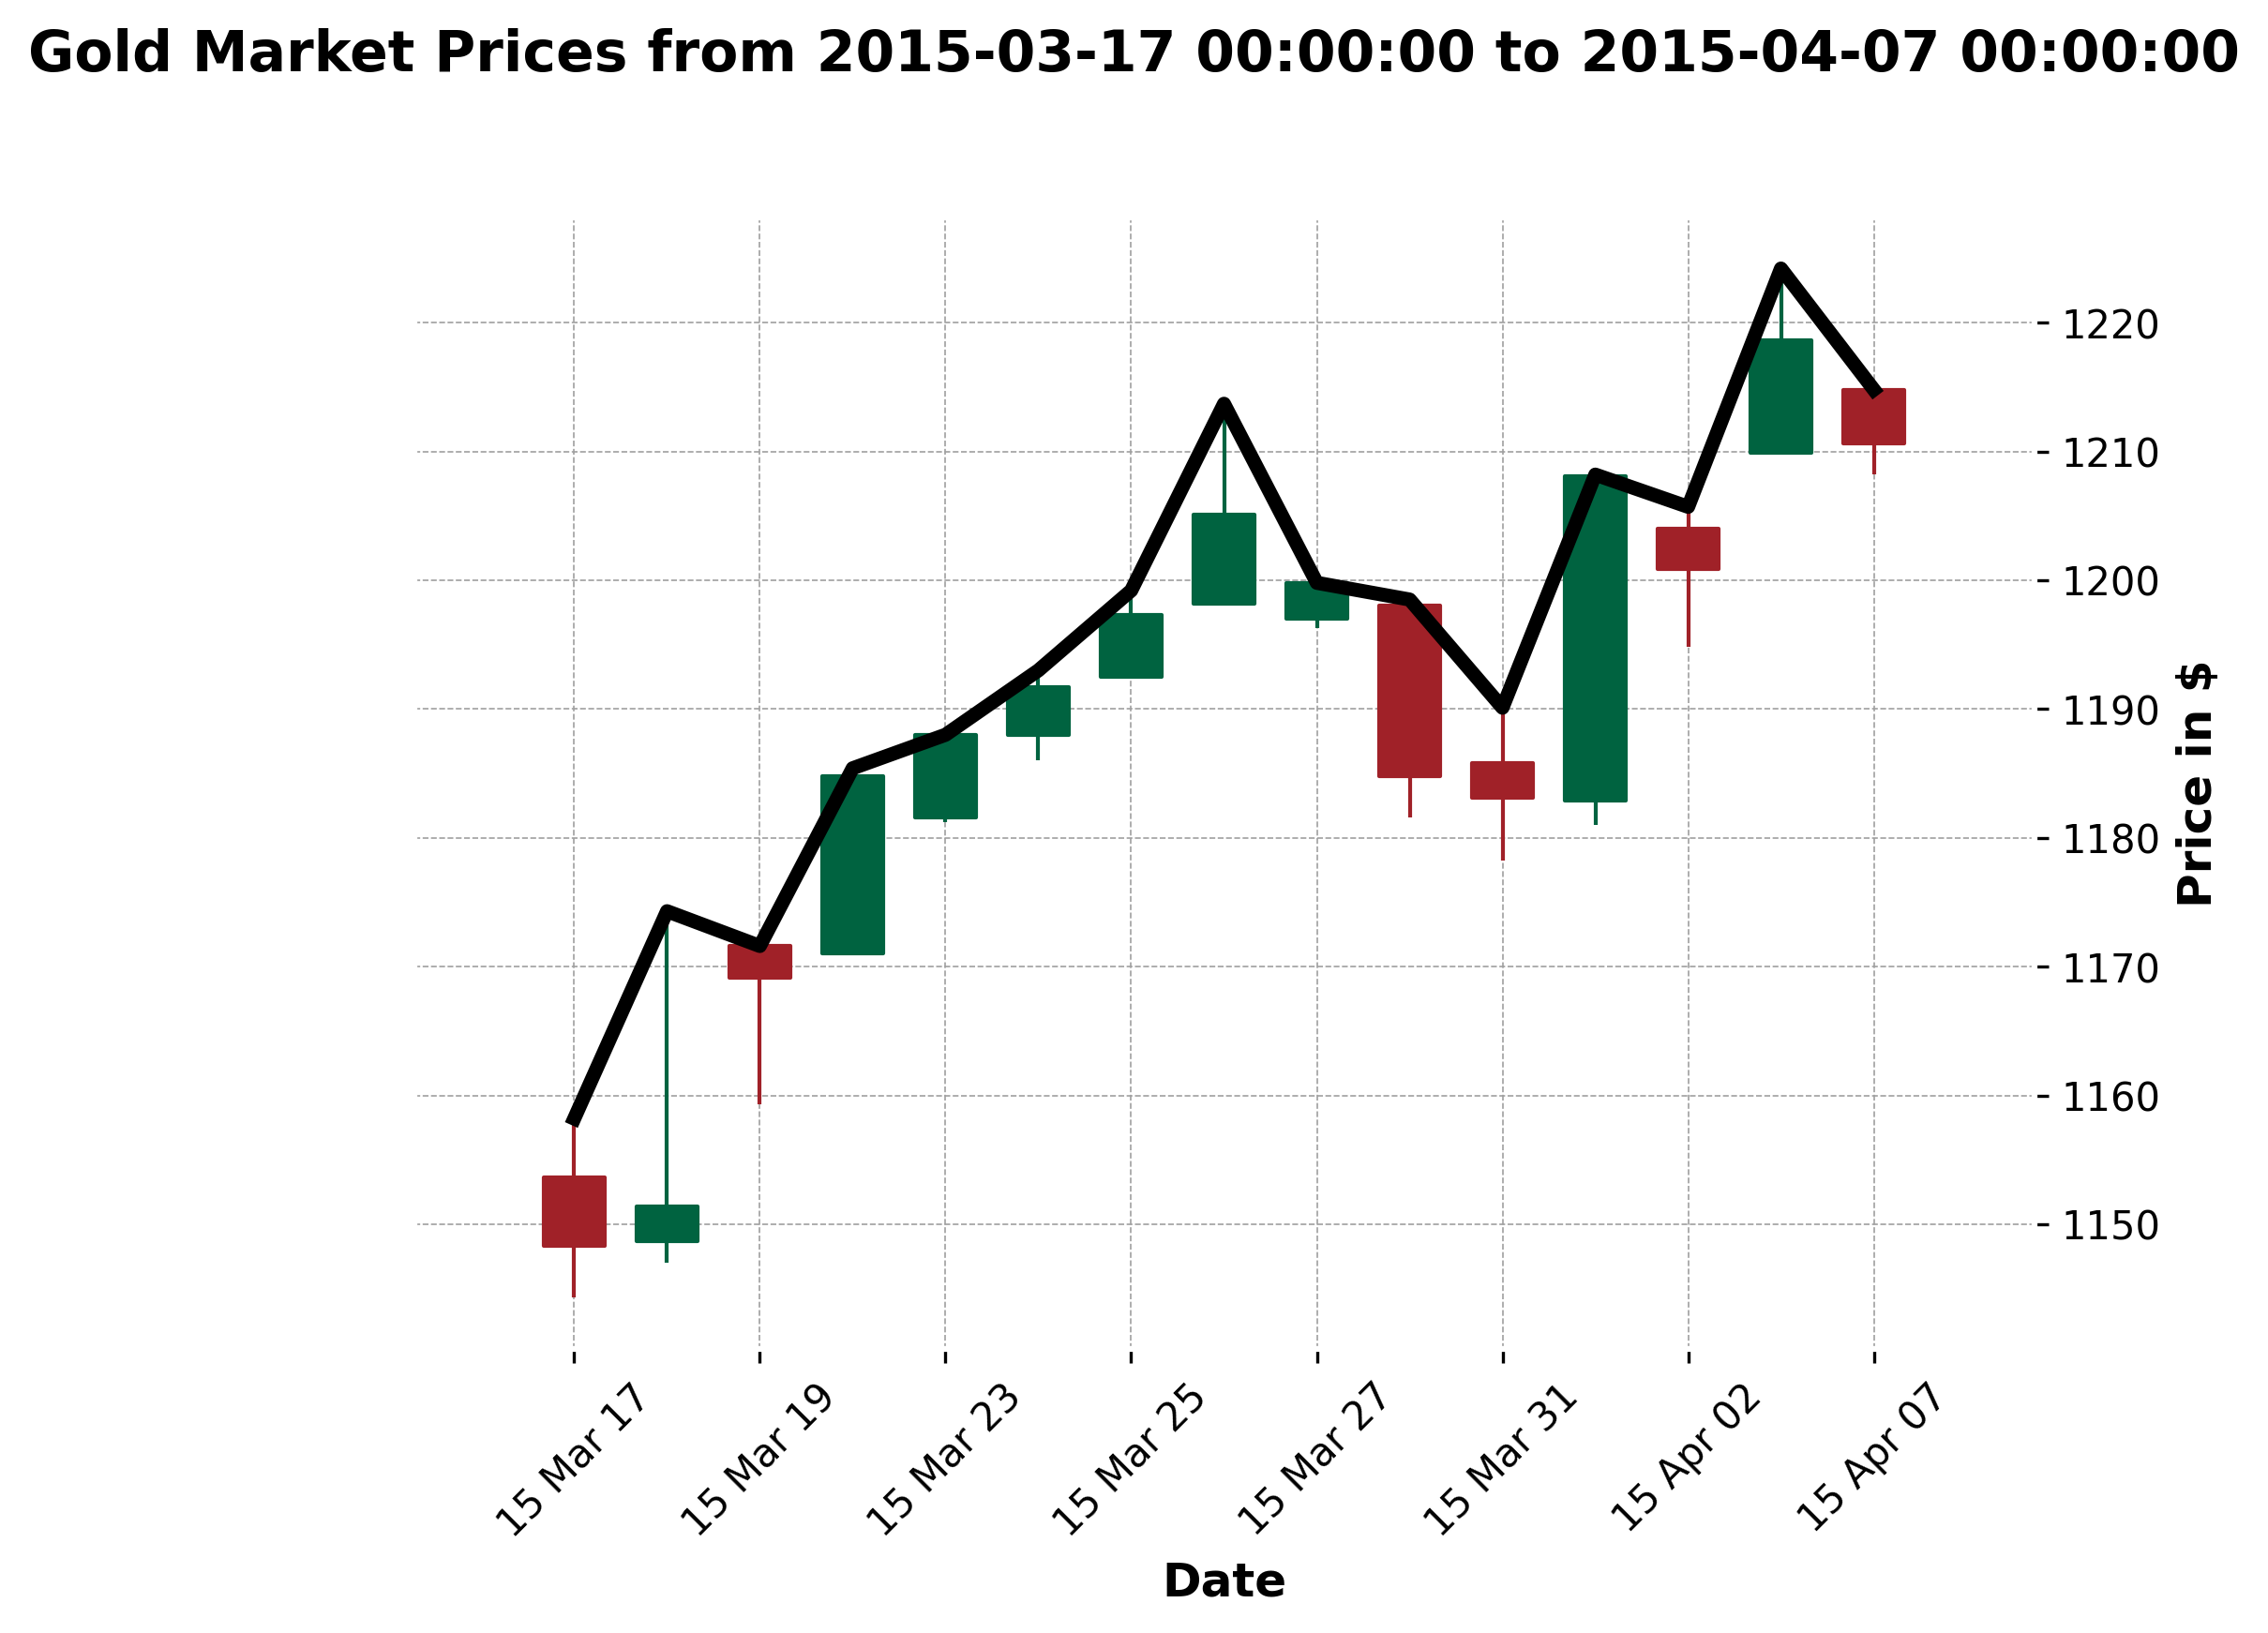 Gold Market Prices from 2015-03-17 00:00:00 to 2015-04-07 00:00:00
1220
1210
1200
1190
1180
1170
1160
1150
Price in $
15 Mar 17
15 Mar 19
15 Mar 23
15 Mar 25
15 Mar 27
15 Mar 31
15 Apr 02
15 Apr 07
Date